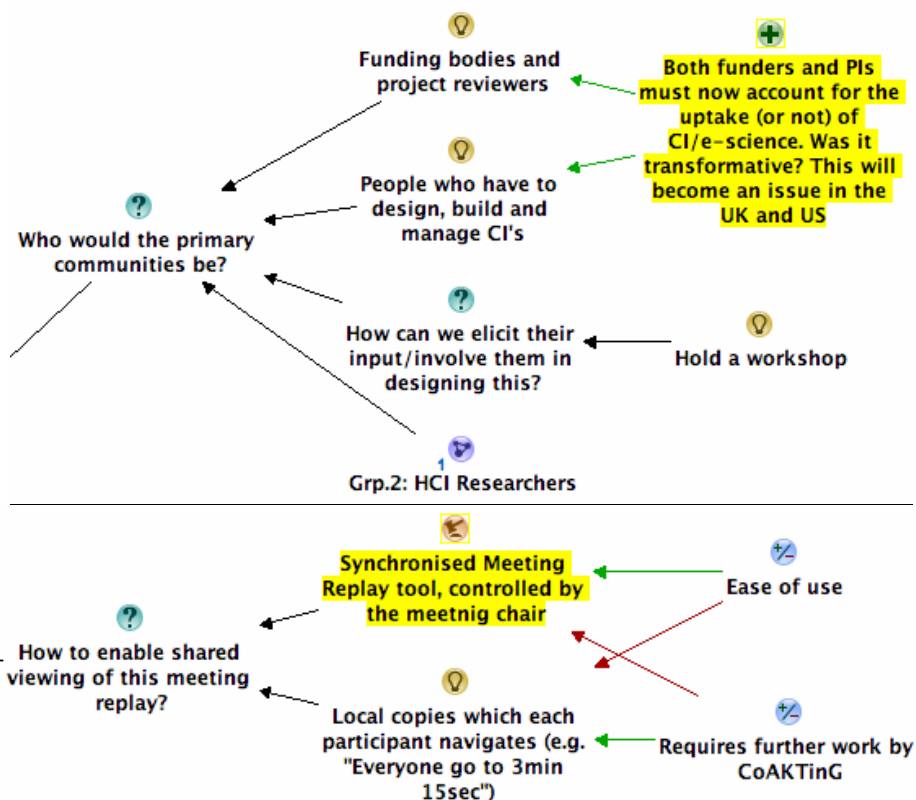 Funding bodies and
project reviewers
Both funders and PIs
must now account for the
uptake (or not) of
CI/e-science. Was it
transformative? This will
become an issue in the
UK and US
People who have to
design, build and
manage CI's
Who would the primary
communities be?
How can we elicit their
input/involve them in
designing this?
Hold a workshop
1
Grp.2: HCI Researchers
Synchronised Meeting
Replay tool, controlled by
the meetnig chair
Ease of use
How to enable shared
viewing of this meeting
replay?
Local copies which each
participant navigates (e.g.
"Everyone go to 3min
15sec")
Requires further work by
CoAKTinG